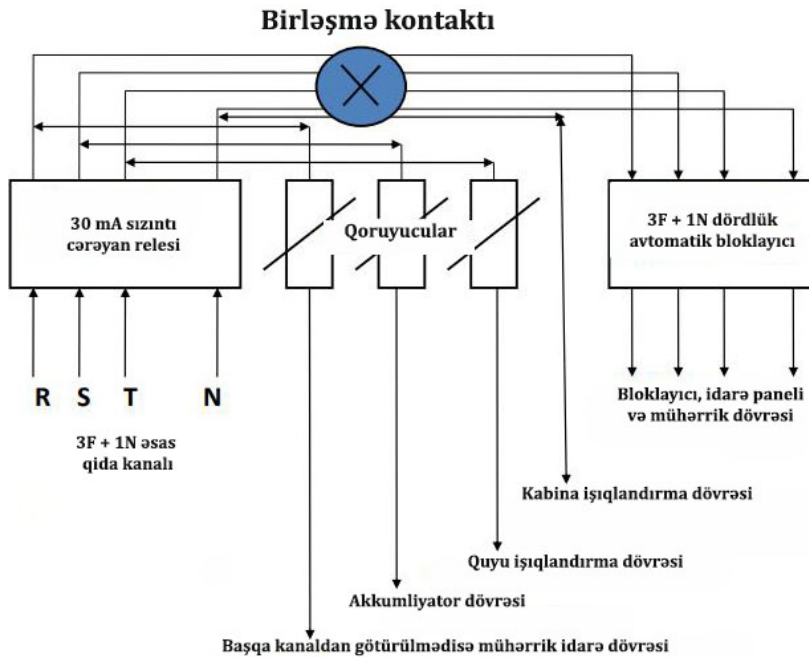 Birləşmə kontaktı
30 mA sızıntı
cərəyan relesi
Qoruyucular
3F + 1N dördlük
avtomatik bloklayıcı
R S T N
3F + 1N əsas
qida kanalı
Bloklayıcı, idarə paneli
və mühərrik dövrəsi
Kabina işıqlandırma dövrəsi
Quyu işıqlandırma dövrəsi
Akkumliyator dövrəsi
Başqa kanaldan götürülmədisə mühərrik idarə dövrəsi